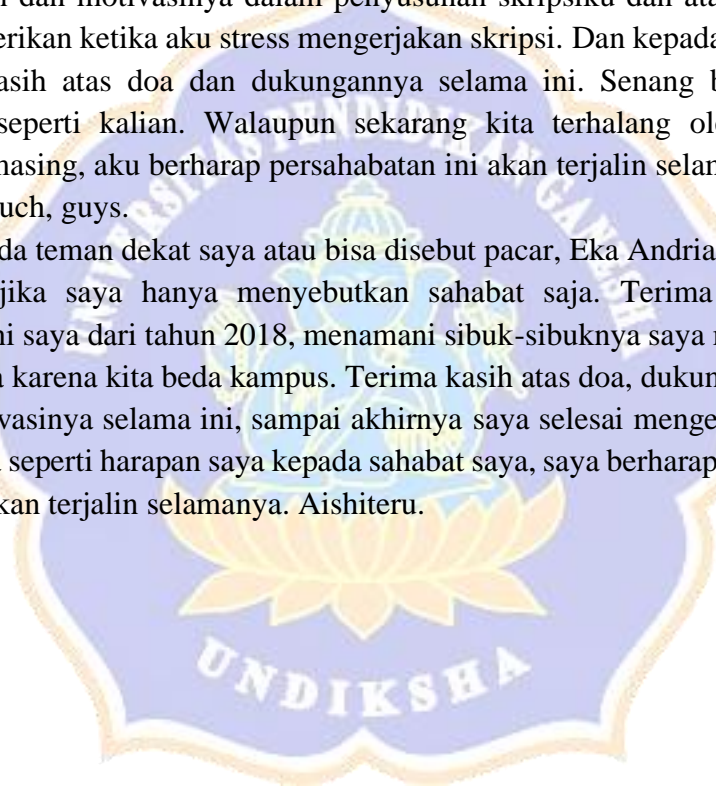 dan motivasinya dalam penyusunan skripsiku dan
erikan ketika aku stress mengerjakan skripsi. Dan kepada
asih atas doa dan dukungannya selama ini. Senang b
seperti kalian. Walaupun sekarang kita terhalang ol
nasing, aku berharap persahabatan ini akan terjalin selan
uch, guys.
da teman dekat saya atau bisa disebut pacar, Eka Andria
jika saya hanya menyebutkan sahabat saja. Terima
ni saya dari tahun 2018, menamani sibuk-sibuknya saya
a karena kita beda kampus. Terima kasih atas doa, dukun
vasinya selama ini, sampai akhirnya saya selesai menge
seperti harapan saya kepada sahabat saya, saya berharap
kan terjalin selamanya. Aishiteru.
UNIVERSITAS PENDIDIKAN GANESHA
UNDIKSHA